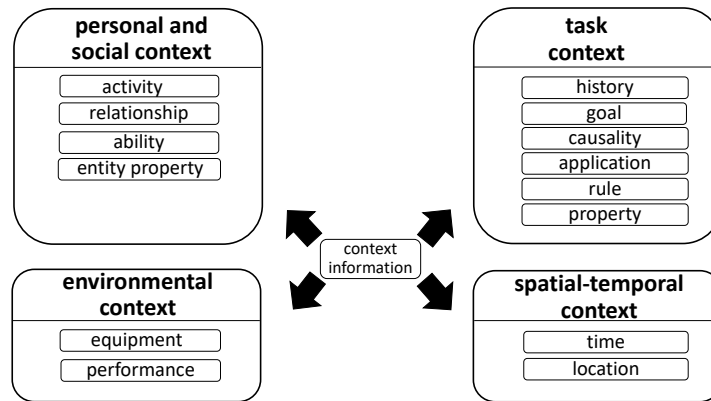 personal and
social context
activity
relationship
ability
entity property
task
context
history
goal
causality
application
rule
property
context
information
environmental
context
equipment
performance
spatial-temporal
context
time
location